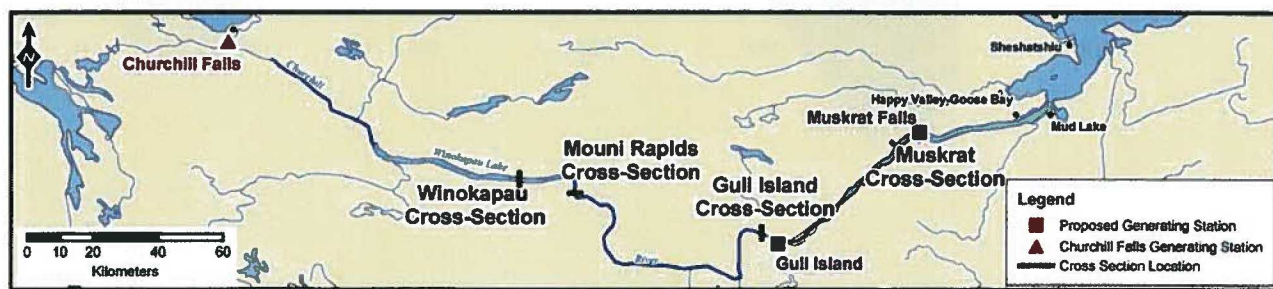 N
Churchill Falls
Churchill
Winokapau Lake
Winokapau
Cross-Section
Mouni Rapids
Cross-Section
River
Gull Island
Cross-Section
Gull Island
Muskrat Falls
Muskrat
Cross-Section
Happy Valley-Goose Bay
Mud Lake
Sheshatshiu
0 10 20 40 60
Kilometers
Legend
Proposed Generating Station
Churchill Falls Generating Station
Cross Section Location